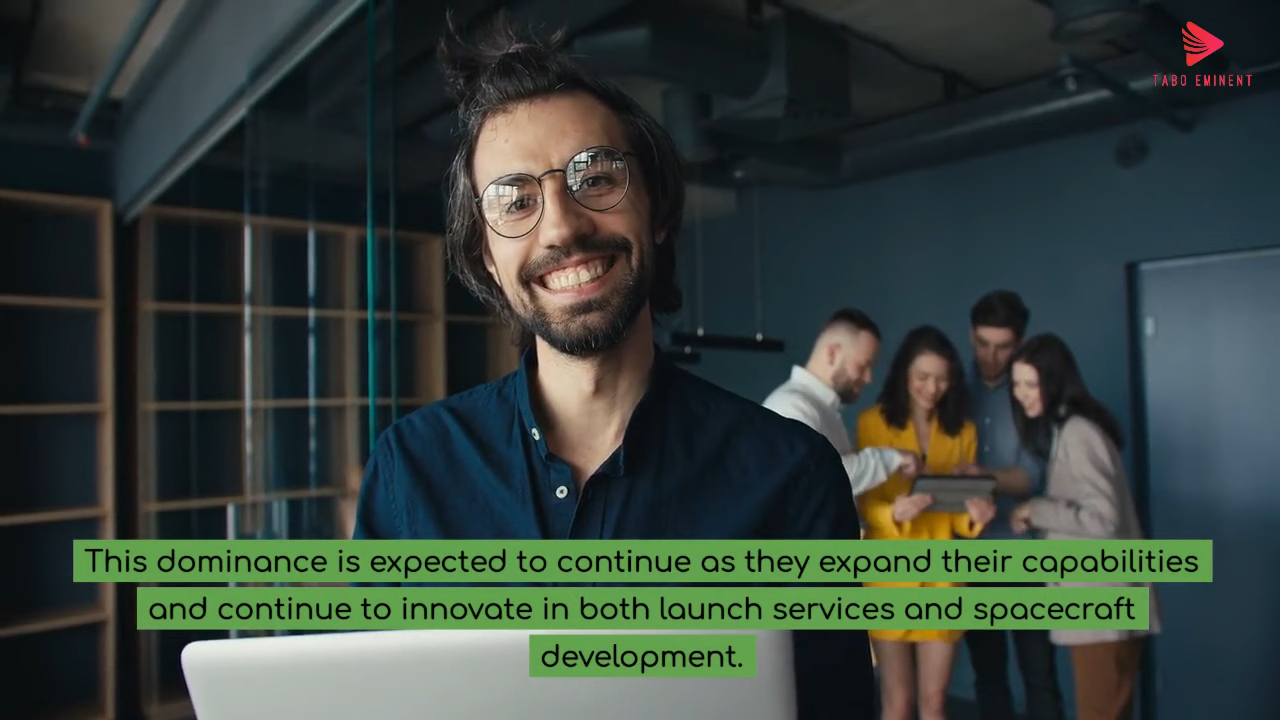 TABO EMINENT
This dominance is expected to continue as they expand their capabilities
and continue to innovate in both launch services and spacecraft
development.